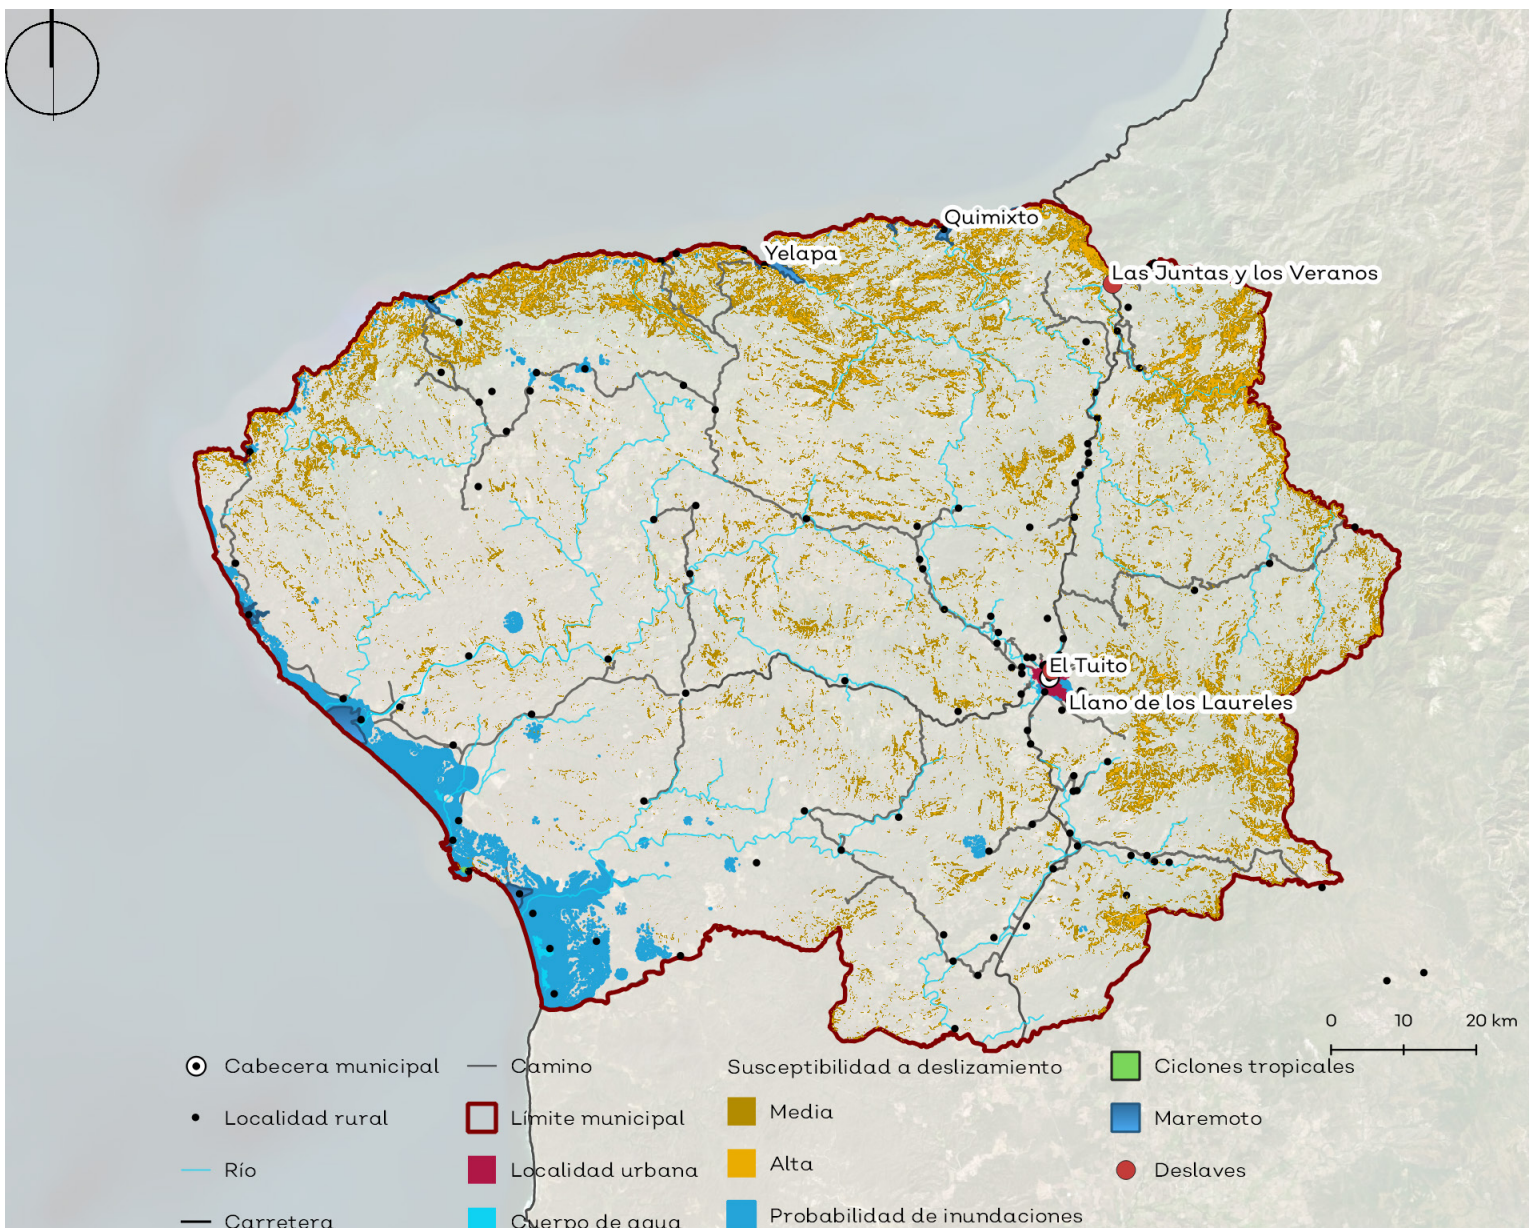 Quimixto
Yelapa
Las Juntas y los Veranos
El Tuito
Llano de los Laureles
0 10 20 km
Cabecera municipal
Localidad rural
Río
Carretera
Camino
Límite municipal
Localidad urbana
Cuerpo de agua
Susceptibilidad a deslizamiento
Media
Alta
Probabilidad de inundaciones
Ciclones tropicales
Maremoto
Deslaves